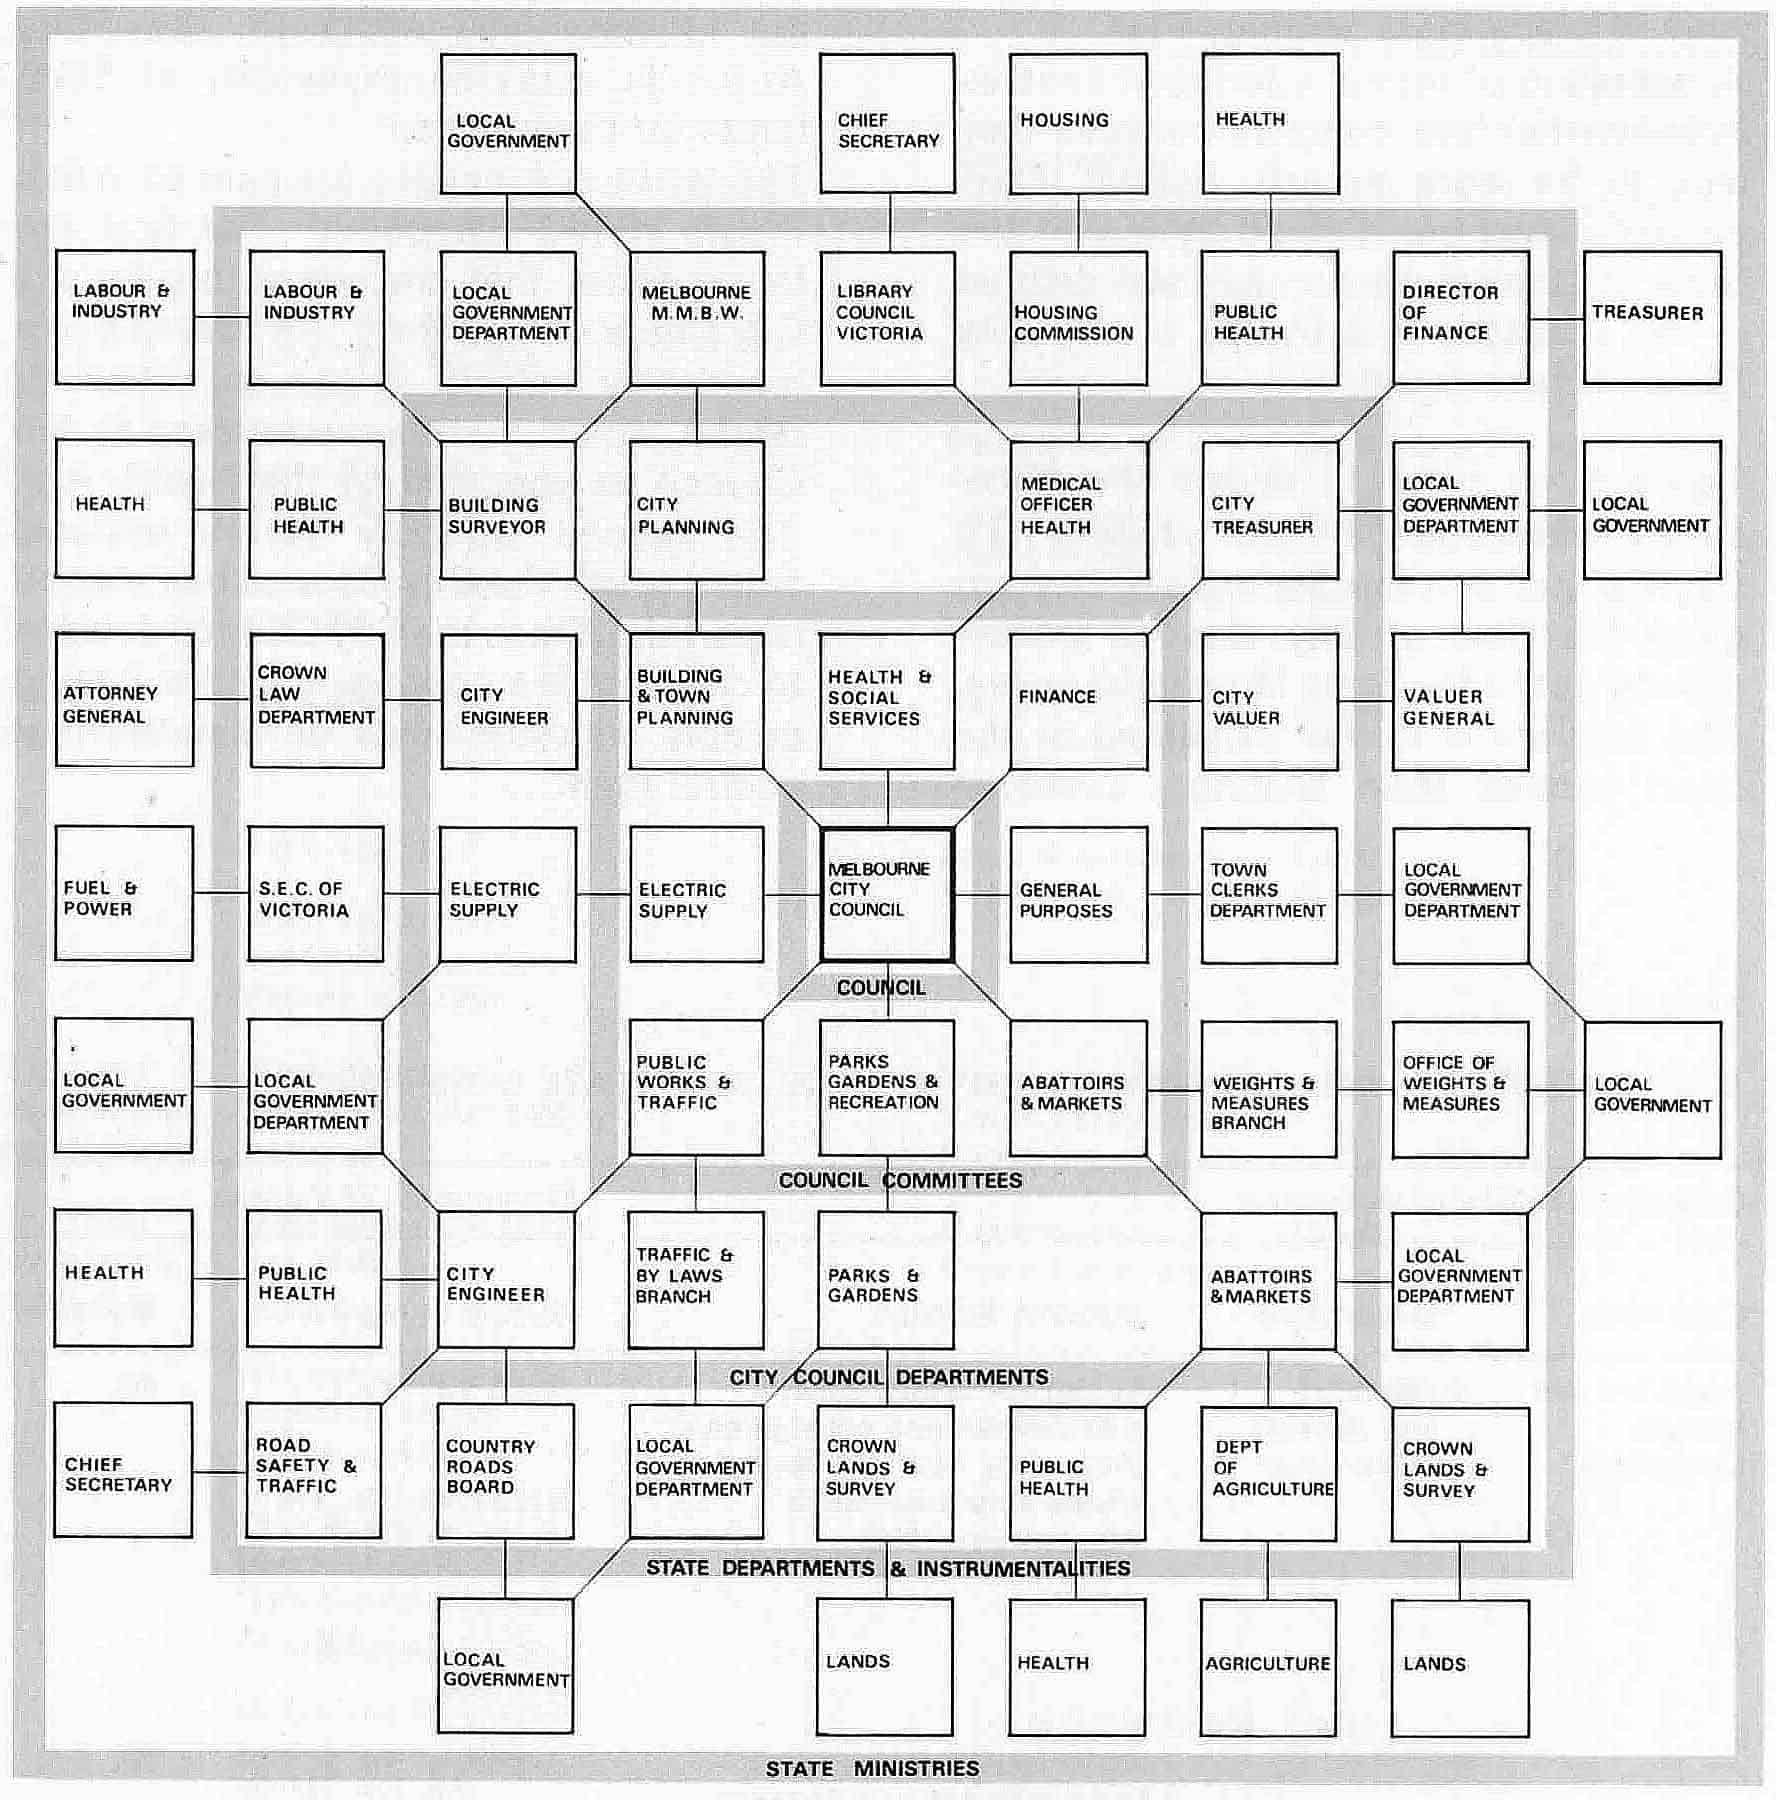 LOCAL
GOVERNMENT
CHIEF
SECRETARY
HOUSING
HEALTH
LABOUR &
INDUSTRY
LABOUR &
INDUSTRY
LOCAL
GOVERNMENT
DEPARTMENT
MELBOURNE
M.M.B.W.
LIBRARY
COUNCIL
VICTORIA
HOUSING
COMMISSION
PUBLIC
HEALTH
DIRECTOR
OF
FINANCE
TREASURER
HEALTH
PUBLIC
HEALTH
BUILDING
SURVEYOR
CITY
PLANNING
MEDICAL
OFFICER
HEALTH
CITY
TREASURER
LOCAL
GOVERNMENT
DEPARTMENT
LOCAL
GOVERNMENT
ATTORNEY
GENERAL
CROWN
LAW
DEPARTMENT
CITY
ENGINEER
BUILDING
& TOWN
PLANNING
HEALTH &
SOCIAL
SERVICES
FINANCE
CITY
VALUER
VALUER
GENERAL
FUEL &
POWER
S.E.C. OF
VICTORIA
ELECTRIC
SUPPLY
ELECTRIC
SUPPLY
MELBOURNE
CITY
COUNCIL
GENERAL
PURPOSES
TOWN
CLERKS
DEPARTMENT
LOCAL
GOVERNMENT
DEPARTMENT
COUNCIL
LOCAL
GOVERNMENT
LOCAL
GOVERNMENT
DEPARTMENT
PUBLIC
WORKS &
TRAFFIC
PARKS
GARDENS &
RECREATION
ABATTOIRS
& MARKETS
WEIGHTS &
MEASURES
BRANCH
OFFICE OF
WEIGHTS &
MEASURES
LOCAL
GOVERNMENT
COUNCIL COMMITTEES
HEALTH
PUBLIC
HEALTH
CITY
ENGINEER
TRAFFIC &
BY LAWS
BRANCH
PARKS &
GARDENS
ABATTOIRS
& MARKETS
LOCAL
GOVERNMENT
DEPARTMENT
CITY COUNCIL DEPARTMENTS
CHIEF
SECRETARY
ROAD
SAFETY &
TRAFFIC
COUNTRY
ROADS
BOARD
LOCAL
GOVERNMENT
DEPARTMENT
CROWN
LANDS &
SURVEY
PUBLIC
HEALTH
DEPT
OF
AGRICULTURE
CROWN
LANDS &
SURVEY
STATE DEPARTMENTS & INSTRUMENTALITIES
LOCAL
GOVERNMENT
LANDS
HEALTH
AGRICULTURE
LANDS
STATE MINISTRIES